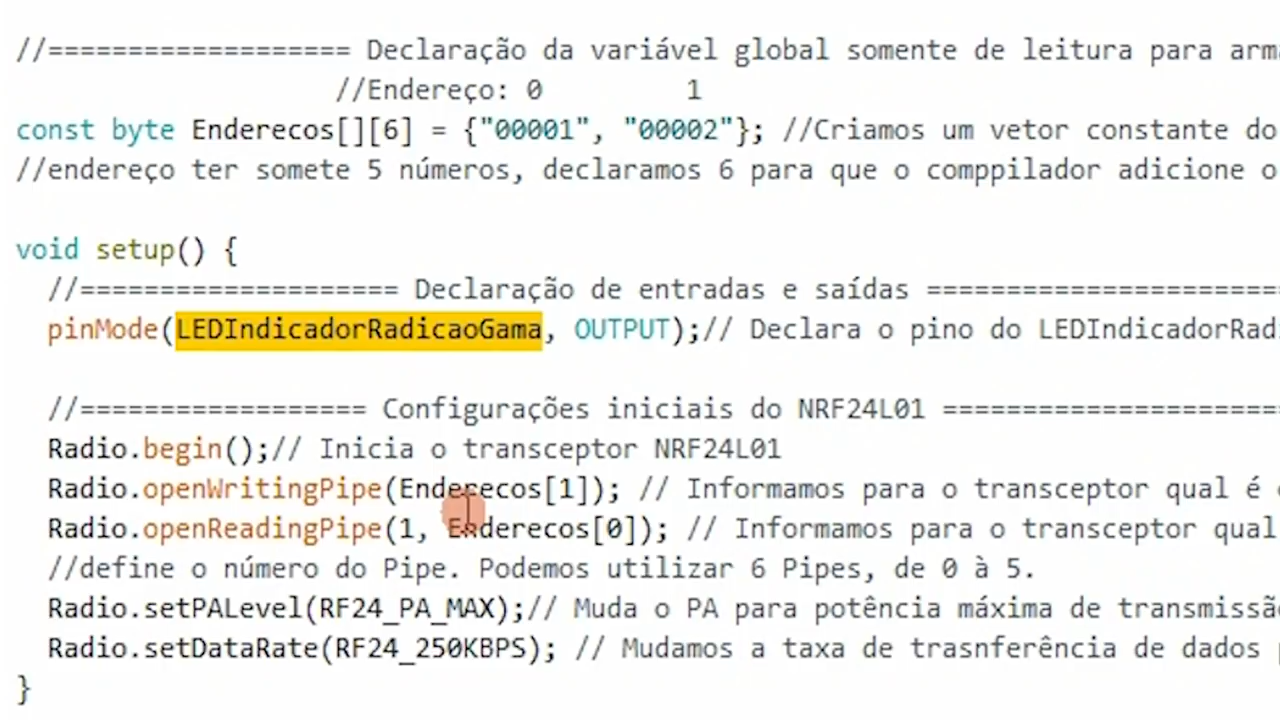 //=================== Declaração da variável global somente de leitura para arma
//Endereço: 0 1
const byte Enderecos[][6] = {"00001", "00002"}; //Criamos um vetor constante do
//endereço ter somete 5 números, declaramos 6 para que o comppilador adicione o
void setup() {
//==================== Declaração de entradas e saídas ======================
pinMode(LEDIndicadorRadicaoGama, OUTPUT);// Declara o pino do LEDIndicadorRadi
//================== Configurações iniciais do NRF24L01 =====================
Radio.begin();// Inicia o transceptor NRF24L01
Radio.openWritingPipe(Enderecos[1]); // Informamos para o transceptor qual é
Radio.openReadingPipe(1, Enderecos[0]); // Informamos para o transceptor qual
//define o número do Pipe. Podemos utilizar 6 Pipes, de 0 à 5.
Radio.setPALevel(RF24_PA_MAX);// Muda o PA para potência máxima de transmissã
Radio.setDataRate(RF24_250KBPS); // Mudamos a taxa de trasnferência de dados
}